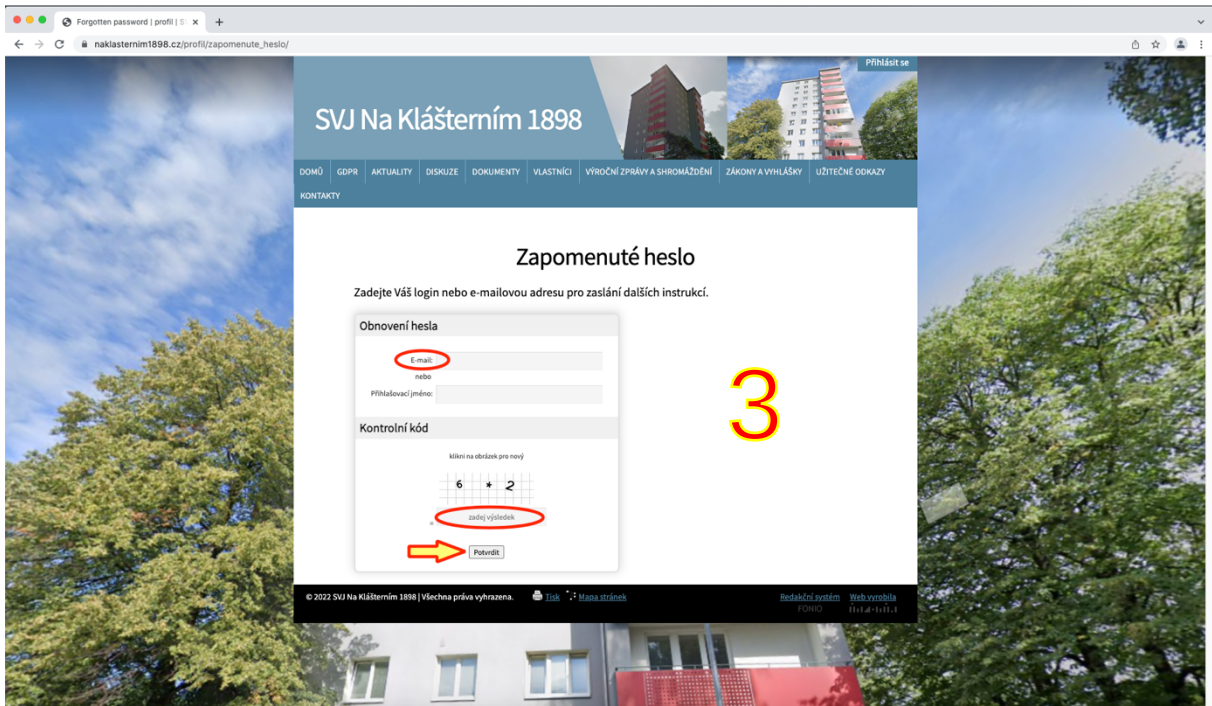 Forgotten password | profil | S
naklasternim1898.cz/profil/zapomenute_heslo/
Přihlásit se
SVJ Na Klášterním 1898
DOMŮ GDPR AKTUALITY DISKUZE DOKUMENTY VLASTNÍCI VÝROČNÍ ZPRÁVY A SHROMÁŽDĚNÍ ZÁKONY A VYHLÁŠKY UŽITEČNÉ ODKAZY
KONTAKTY
Zapomenuté heslo
Zadejte Váš login nebo e-mailovou adresu pro zaslání dalších instrukcí.
Obnovení hesla
E-mail:
nebo
Přihlašovací jméno:
3
Kontrolní kód
klikni na obrázek pro nový
6 * 2
zadej výsledek
Potvrdit
© 2022 SVJ Na Klášterním 1898 | Všechna práva vyhrazena. Tisk Mapa stránek Redakční systém Web vyrobila
FONIO